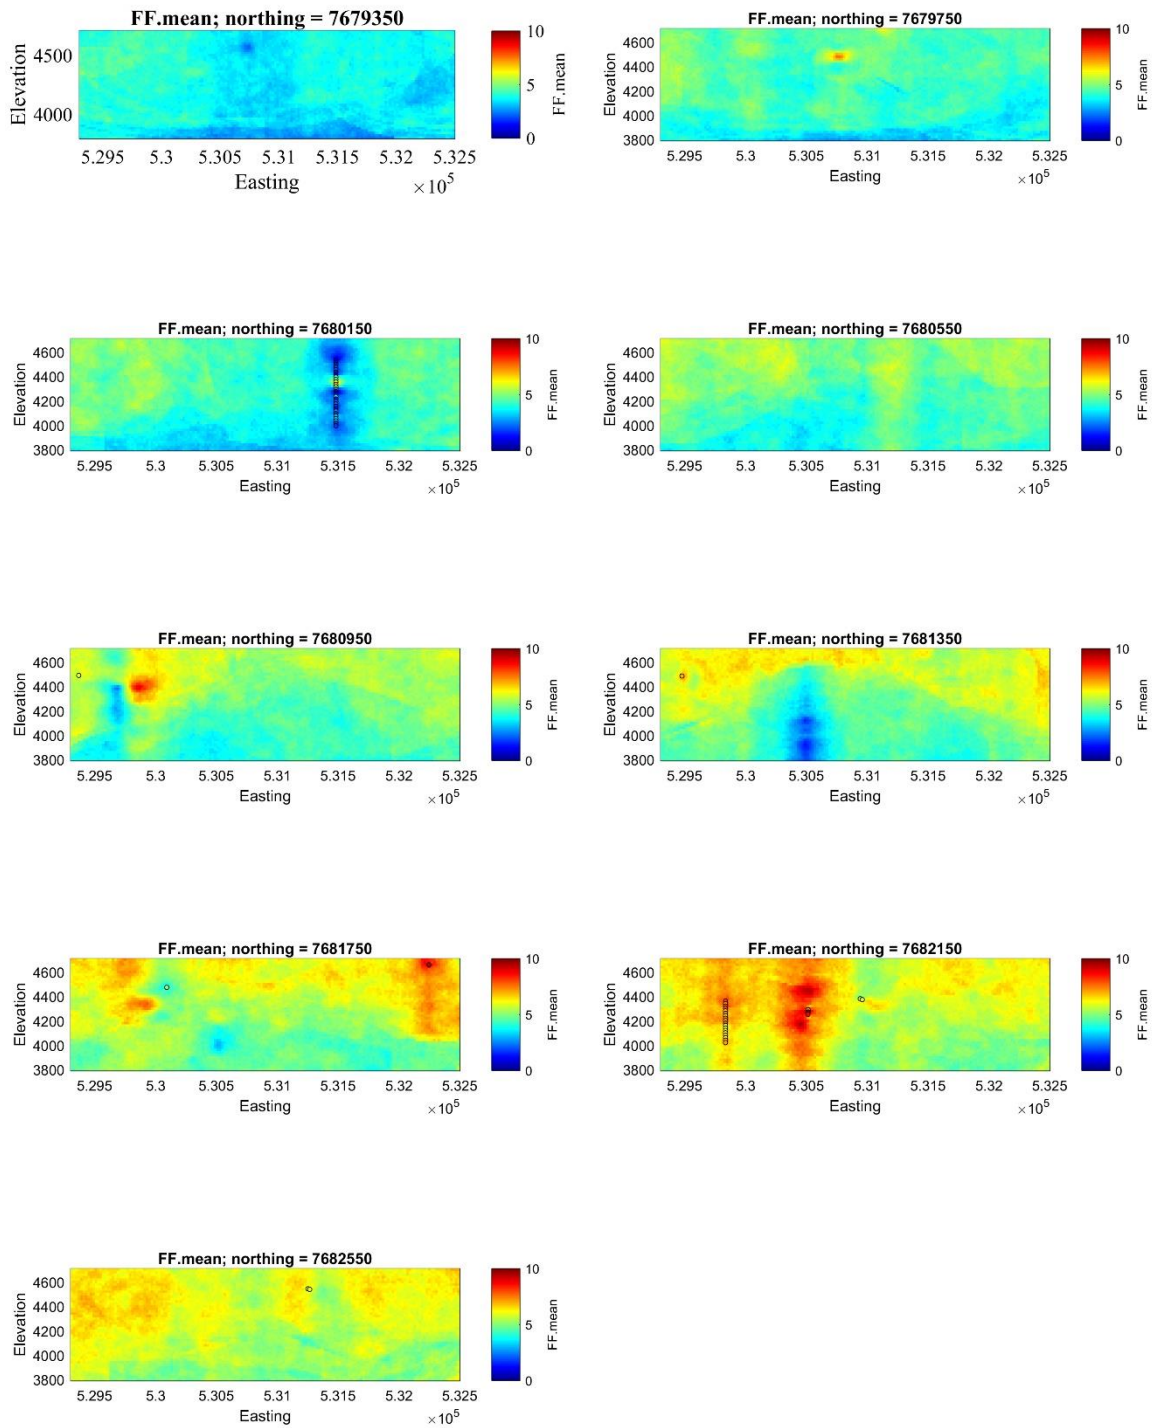 FF.mean; northing = 7679350
4500
4000
Elevation
5.295 5.3 5.305 5.31 5.315 5.32 5.325
Easting
×10^5
10
5
0
FF.mean
FF.mean; northing = 7679750
4600
4400
4200
4000
3800
Elevation
5.295 5.3 5.305 5.31 5.315 5.32 5.325
Easting
×10^5
10
5
0
FF.mean
FF.mean; northing = 7680150
4600
4400
4200
4000
3800
Elevation
5.295 5.3 5.305 5.31 5.315 5.32 5.325
Easting
×10^5
10
5
0
FF.mean
FF.mean; northing = 7680550
4600
4400
4200
4000
3800
Elevation
5.295 5.3 5.305 5.31 5.315 5.32 5.325
Easting
×10^5
10
5
0
FF.mean
FF.mean; northing = 7680950
4600
4400
4200
4000
3800
Elevation
5.295 5.3 5.305 5.31 5.315 5.32 5.325
Easting
×10^5
10
5
0
FF.mean
FF.mean; northing = 7681350
4600
4400
4200
4000
3800
Elevation
5.295 5.3 5.305 5.31 5.315 5.32 5.325
Easting
×10^5
10
5
0
FF.mean
FF.mean; northing = 7681750
4600
4400
4200
4000
3800
Elevation
5.295 5.3 5.305 5.31 5.315 5.32 5.325
Easting
×10^5
10
5
0
FF.mean
FF.mean; northing = 7682150
4600
4400
4200
4000
3800
Elevation
5.295 5.3 5.305 5.31 5.315 5.32 5.325
Easting
×10^5
10
5
0
FF.mean
FF.mean; northing = 7682550
4600
4400
4200
4000
3800
Elevation
5.295 5.3 5.305 5.31 5.315 5.32 5.325
Easting
×10^5
10
5
0
FF.mean